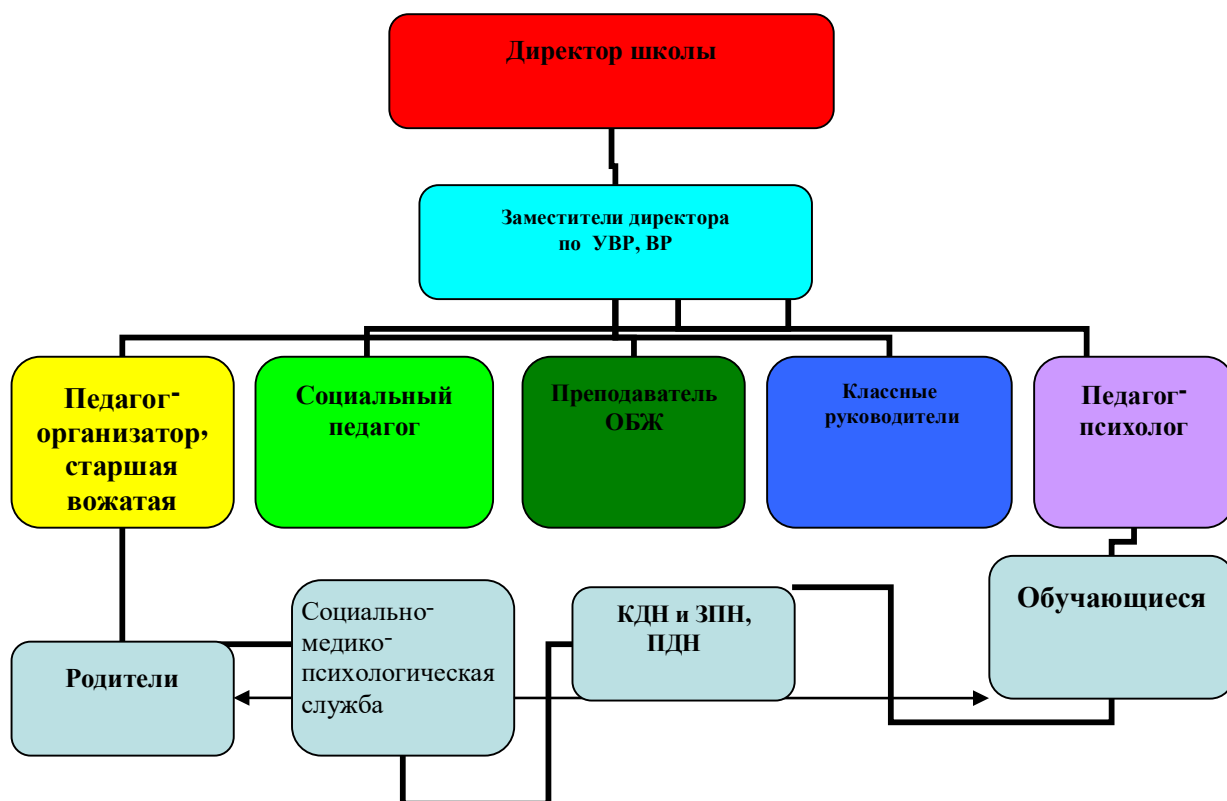 Директор школы
Заместители директора
по УВР, ВР
Педагог-
организатор,
старшая
вожатая
Социальный
педагог
Преподаватель
ОБЖ
Классные
руководители
Педагог-
психолог
Родители
Социально-
медико-
психологическая
служба
КДН и ЗПН,
ПДН
Обучающиеся